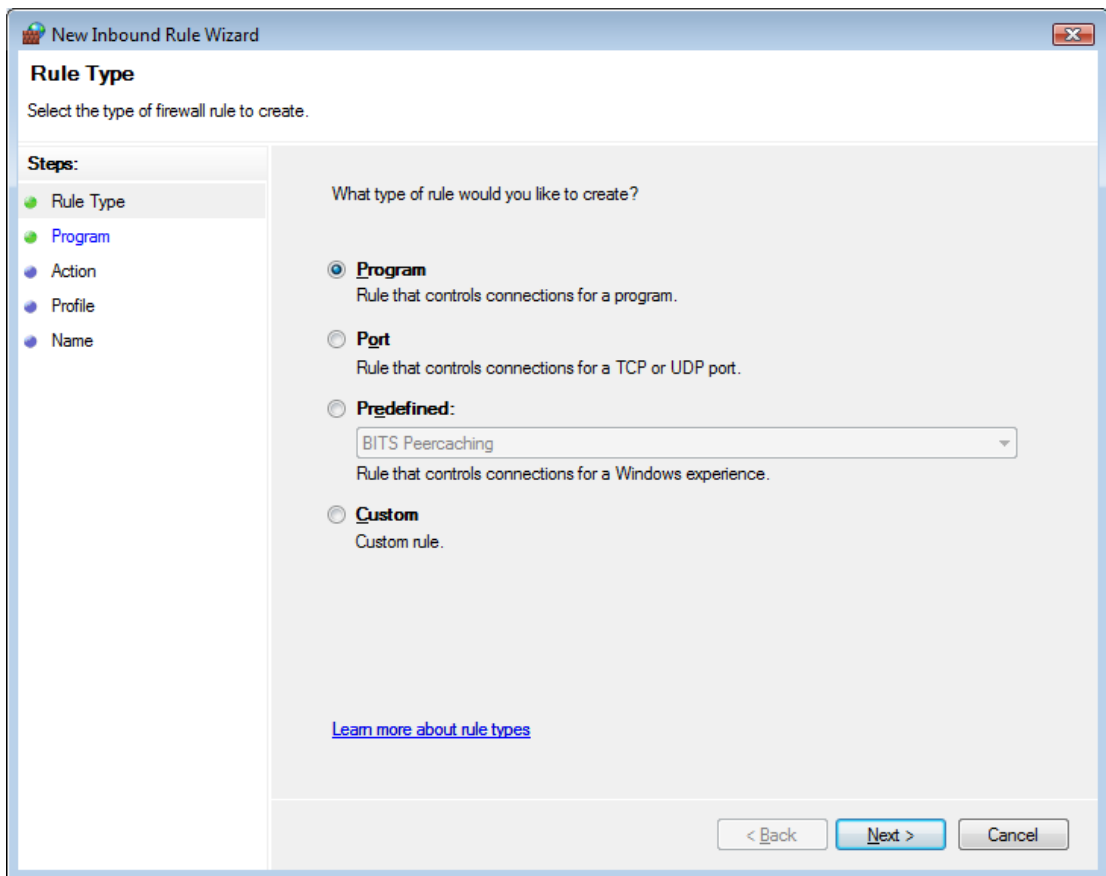 New Inbound Rule Wizard
Rule Type
Select the type of firewall rule to create.
Steps:
Rule Type
Program
Action
Profile
Name
What type of rule would you like to create?
Program
Rule that controls connections for a program.
Port
Rule that controls connections for a TCP or UDP port.
Predefined:
BITS Peercaching
Rule that controls connections for a Windows experience.
Custom
Custom rule.
Learn more about rule types
< Back Next > Cancel